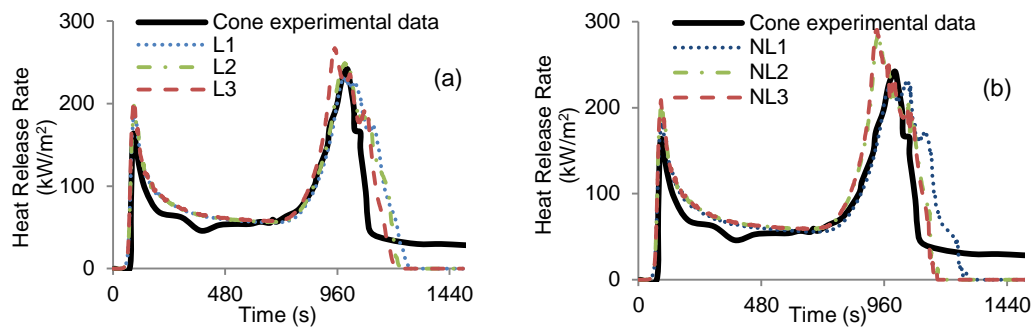 300
200
100
0
0
480
960
1440
Heat Release Rate
(kW/m²)
Time (s)
Cone experimental data
L1
L2
L3
(a)
300
200
100
0
0
480
960
1440
Heat Release Rate
(kW/m²)
Time (s)
Cone experimental data
NL1
NL2
NL3
(b)